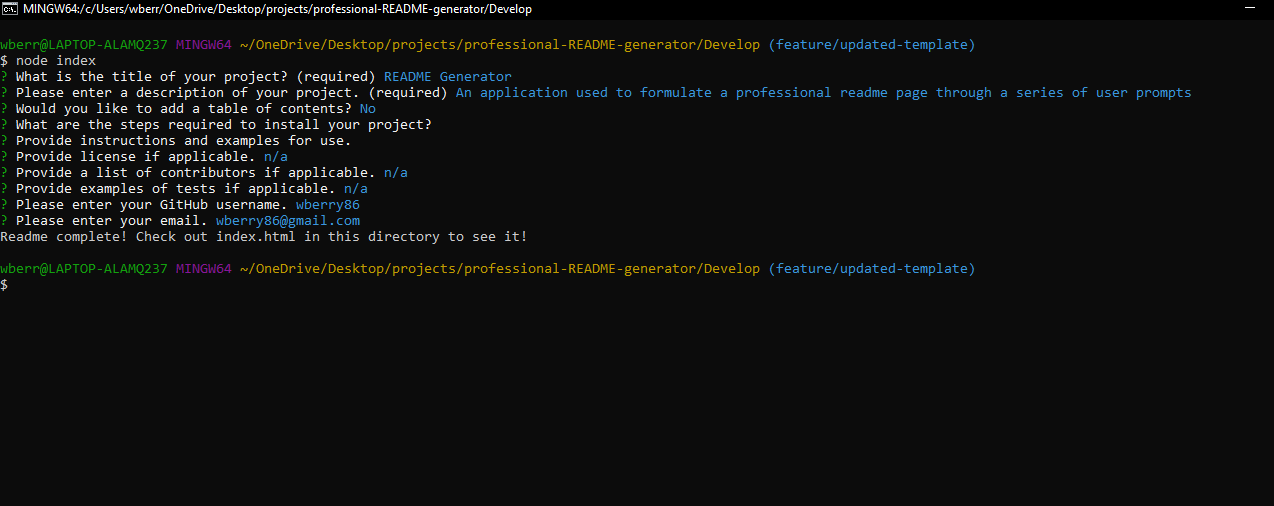 MINGW64:/c/Users/wberr/OneDrive/Desktop/projects/professional-README-generator/Develop
wberr@LAPTOP-ALAMQ237 MINGW64 ~/OneDrive/Desktop/projects/professional-README-generator/Develop (feature/updated-template)
$ node index
? What is the title of your project? (required) README Generator
? Please enter a description of your project. (required) An application used to formulate a professional readme page through a series of user prompts
? Would you like to add a table of contents? No
? What are the steps required to install your project?
? Provide instructions and examples for use.
? Provide license if applicable. n/a
? Provide a list of contributors if applicable. n/a
? Provide examples of tests if applicable. n/a
? Please enter your GitHub username. wberry86
? Please enter your email. wberry86@gmail.com
Readme complete! Check out index.html in this directory to see it!
wberr@LAPTOP-ALAMQ237 MINGW64 ~/OneDrive/Desktop/projects/professional-README-generator/Develop (feature/updated-template)
$